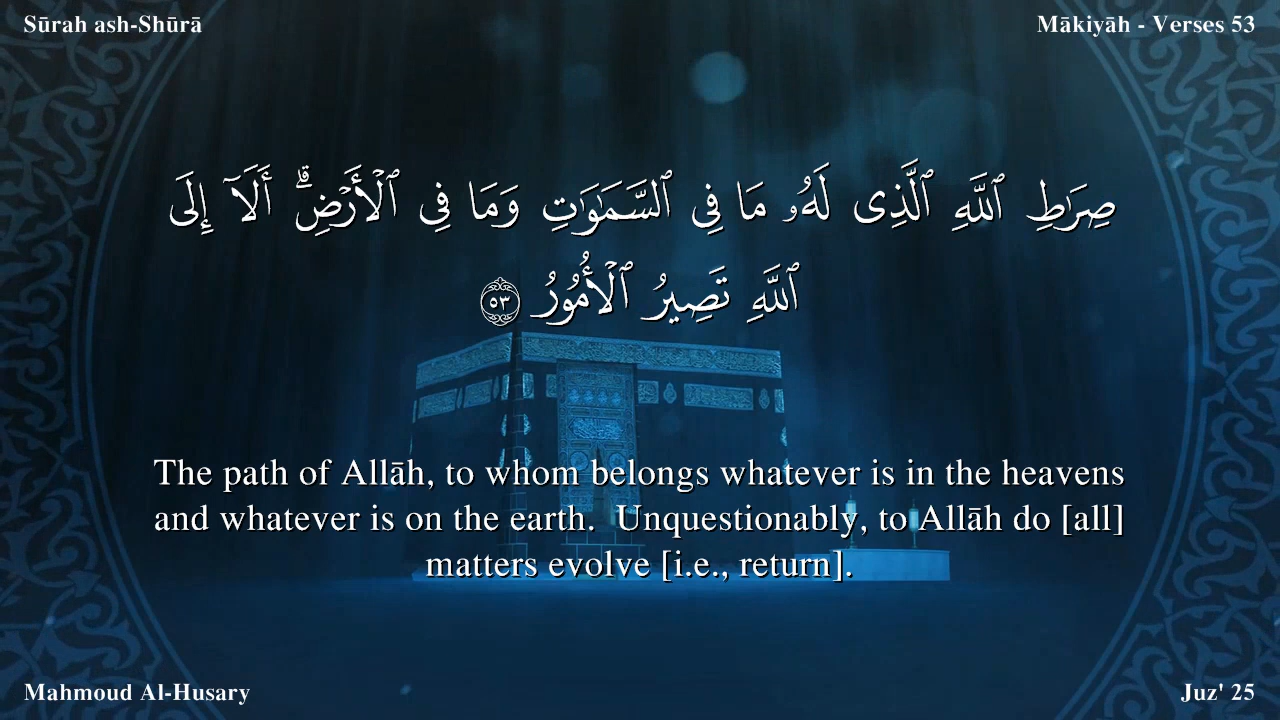 Sūrah ash-Shūrā
Mākiyāh - Verses 53
صِرَٰطِ ٱللَّهِ ٱلَّذِى لَهُۥ مَا فِى ٱلسَّمَـٰوَٰتِ وَمَا فِى ٱلْأَرْضِ ۗ أَلَآ إِلَى
ٱللَّهِ تَصِيرُ ٱلْأُمُورُ ٥٣
The path of Allāh, to whom belongs whatever is in the heavens
and whatever is on the earth.  Unquestionably, to Allāh do [all]
matters evolve [i.e., return].
Mahmoud Al-Husary
Juz' 25